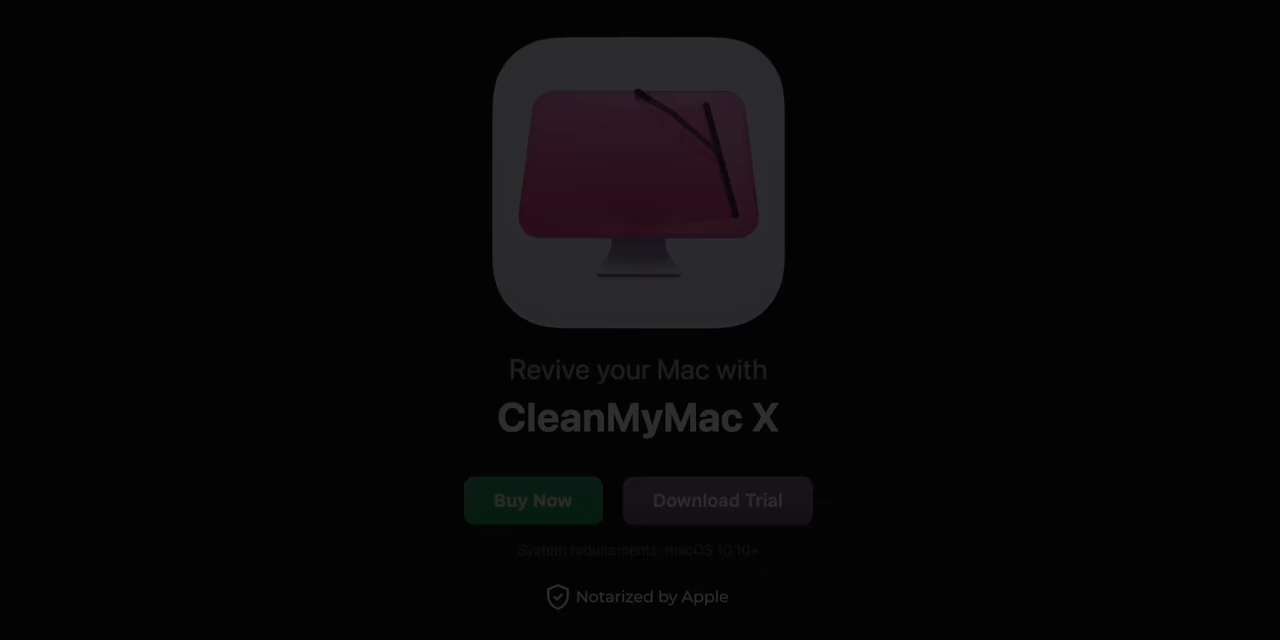 Revive your Mac with
CleanMyMac X
Buy Now
Download Trial
System requirements: macOS 10.10+
Notarized by Apple